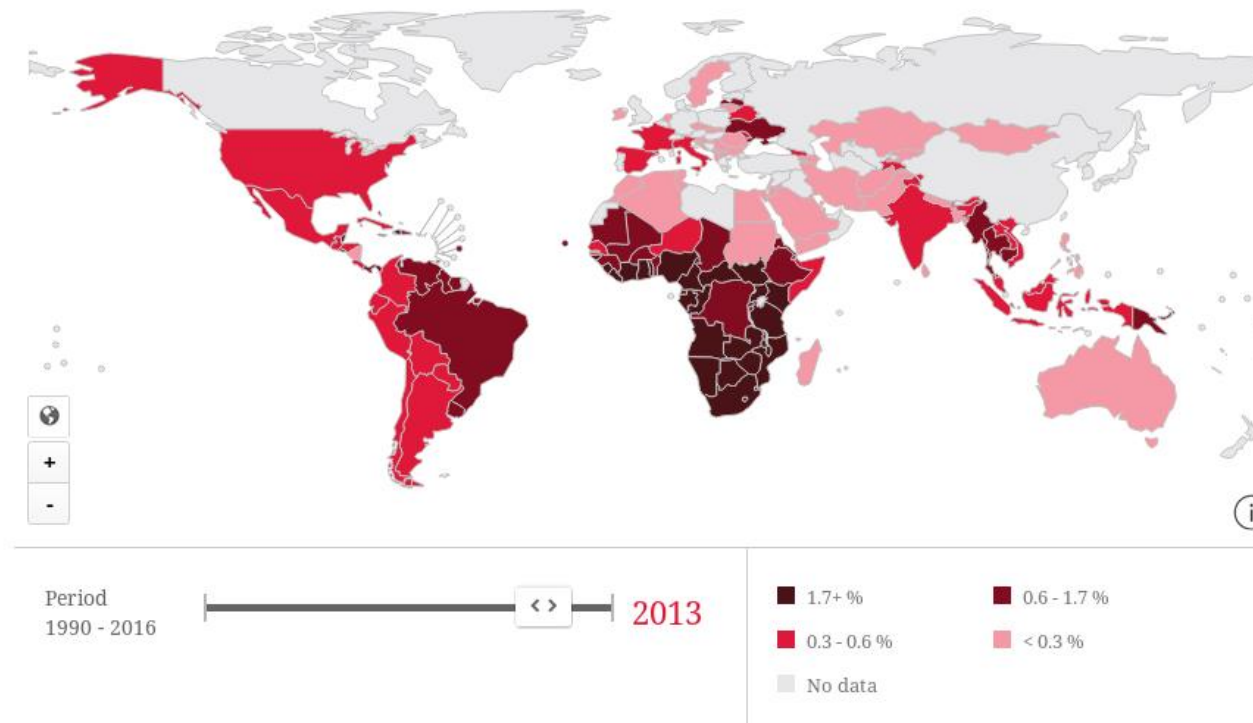 +
-
i
Period
1990 - 2016
< >
2013
1.7+ %
0.6 - 1.7 %
0.3 - 0.6 %
< 0.3 %
No data